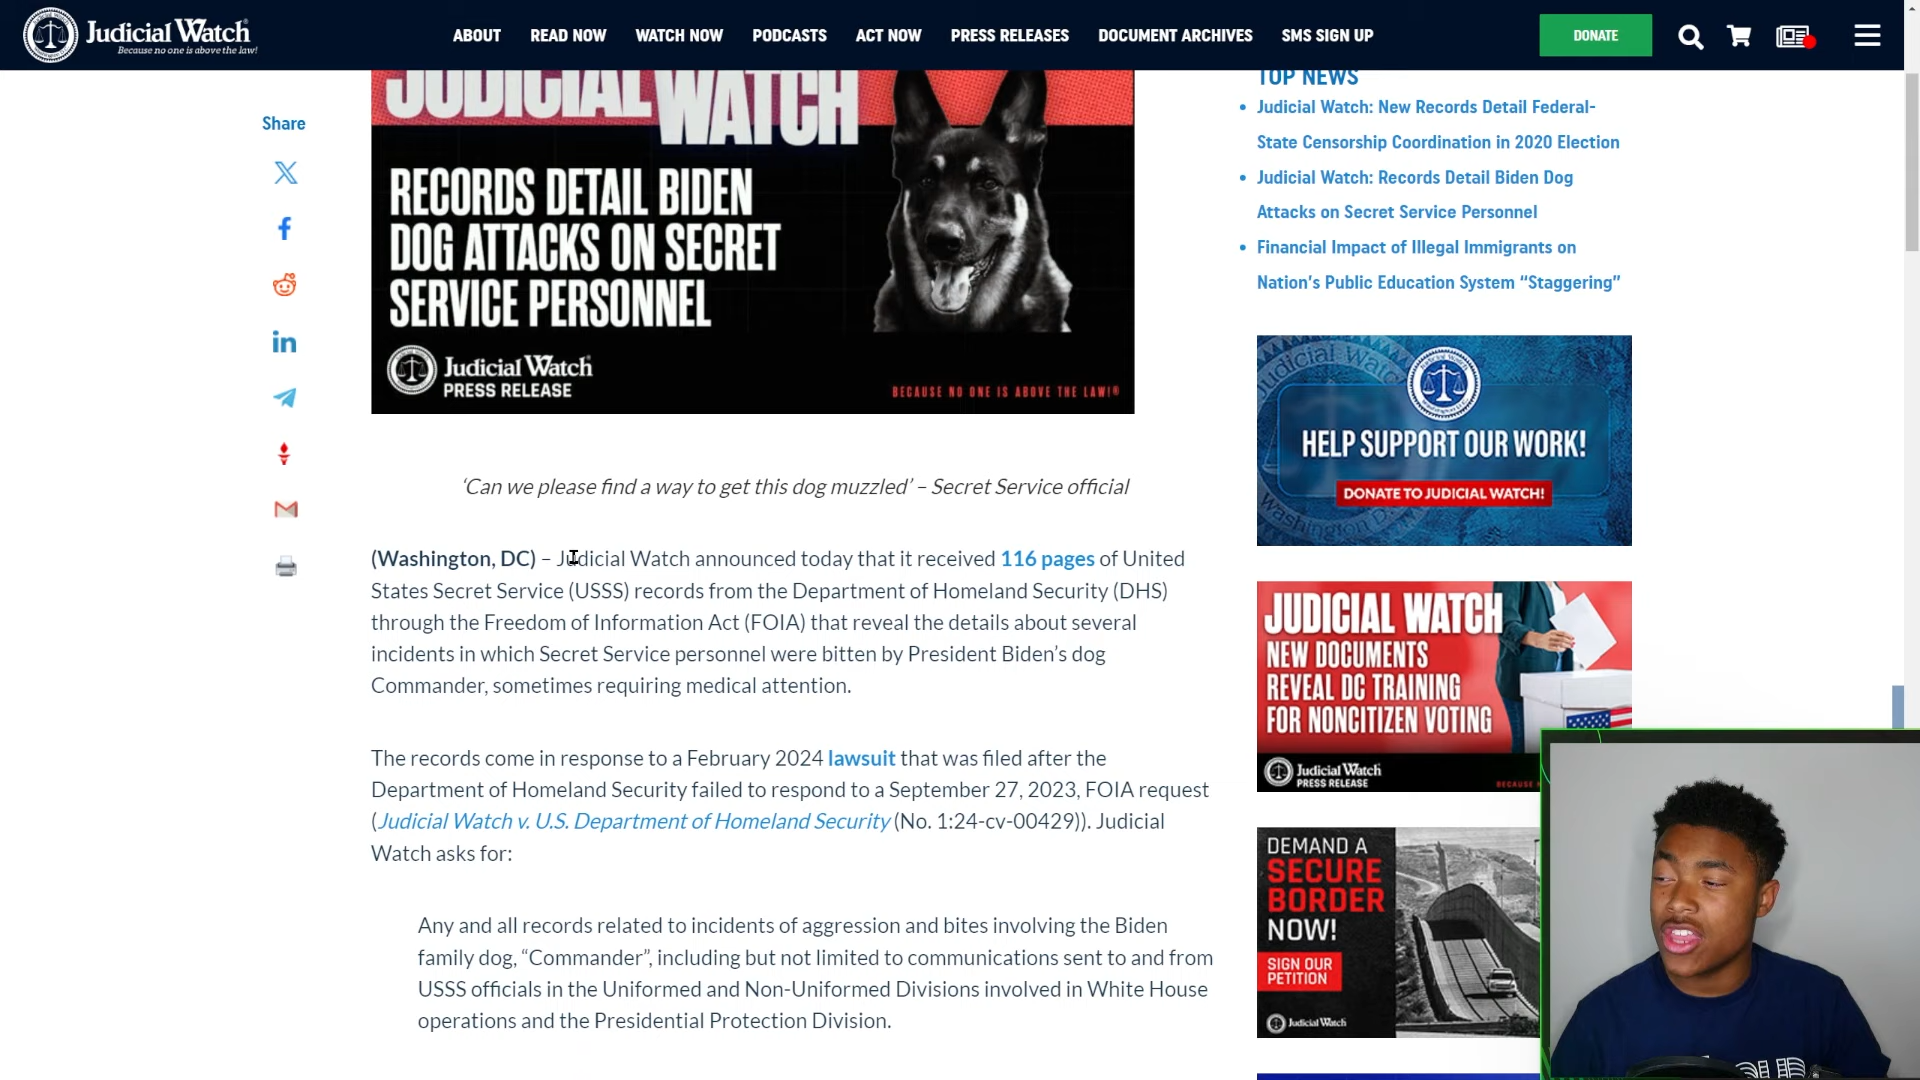 Judicial Watch®
Because no one is above the law!
ABOUT
READ NOW
WATCH NOW
PODCASTS
ACT NOW
PRESS RELEASES
DOCUMENT ARCHIVES
SMS SIGN UP
DONATE
Share
JUDICIAL WATCH
RECORDS DETAIL BIDEN
DOG ATTACKS ON SECRET
SERVICE PERSONNEL
Judicial Watch®
PRESS RELEASE
BECAUSE NO ONE IS ABOVE THE LAW!®
‘Can we please find a way to get this dog muzzled’ – Secret Service official
(Washington, DC) – Judicial Watch announced today that it received 116 pages of United
States Secret Service (USSS) records from the Department of Homeland Security (DHS)
through the Freedom of Information Act (FOIA) that reveal the details about several
incidents in which Secret Service personnel were bitten by President Biden’s dog
Commander, sometimes requiring medical attention.
The records come in response to a February 2024 lawsuit that was filed after the
Department of Homeland Security failed to respond to a September 27, 2023, FOIA request
(Judicial Watch v. U.S. Department of Homeland Security (No. 1:24-cv-00429)). Judicial
Watch asks for:
Any and all records related to incidents of aggression and bites involving the Biden
family dog, “Commander”, including but not limited to communications sent to and from
USSS officials in the Uniformed and Non-Uniformed Divisions involved in White House
operations and the Presidential Protection Division.
TOP NEWS
Judicial Watch: New Records Detail Federal-
State Censorship Coordination in 2020 Election
Judicial Watch: Records Detail Biden Dog
Attacks on Secret Service Personnel
Financial Impact of Illegal Immigrants on
Nation’s Public Education System “Staggering”
HELP SUPPORT OUR WORK!
DONATE TO JUDICIAL WATCH!
JUDICIAL WATCH
NEW DOCUMENTS
REVEAL DC TRAINING
FOR NONCITIZEN VOTING
Judicial Watch
PRESS RELEASE
BECAUSE
DEMAND A
SECURE
BORDER
NOW!
SIGN OUR
PETITION
Judicial Watch